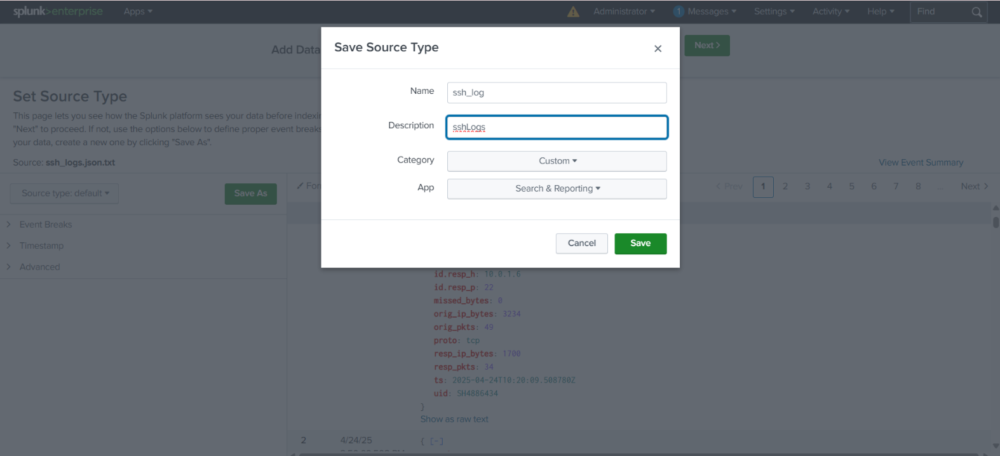 splunk>enterprise Apps Administrator 1 Messages Settings Activity Help Find
Add Data
Next >
Save Source Type
Name ssh_log
Description sshLogs
Category Custom
App Search & Reporting
Cancel Save
Set Source Type
This page lets you see how the Splunk platform sees your data before indexin
"Next" to proceed. If not, use the options below to define proper event breaks
your data, create a new one by clicking "Save As".
Source: ssh_logs.json.txt
View Event Summary
Source type: default Save As
For
< Prev 1 2 3 4 5 6 7 8 ... Next >
> Event Breaks
> Timestamp
> Advanced
id.resp_h: 10.0.1.6
id.resp_p: 22
missed_bytes: 0
orig_ip_bytes: 3234
orig_pkts: 49
proto: tcp
resp_ip_bytes: 1700
resp_pkts: 34
ts: 2025-04-24T10:20:09.508780Z
uid: SH4886434
}
Show as raw text
2 4/24/25 { [-]